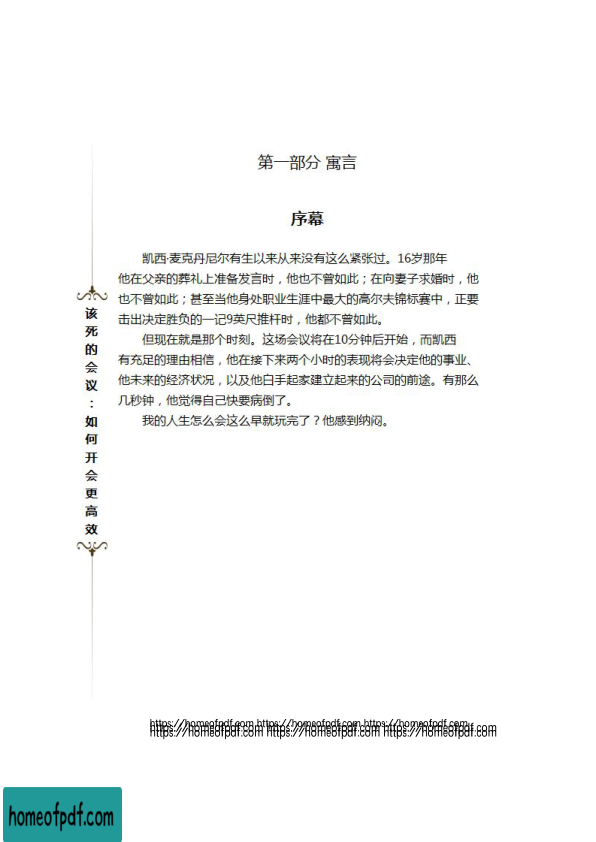 第一部分 寓言
序幕
凯西·麦克丹尼尔有生以来从来没有这么紧张过。16岁那年
他在父亲的葬礼上准备发言时，他也不曾如此；在向妻子求婚时，他
也不曾如此；甚至当他身处职业生涯中最大的高尔夫锦标赛中，正要
击出决定胜负的一记9英尺推杆时，他都不曾如此。
但现在就是那个时刻。这场会议将在10分钟后开始，而凯西
有充足的理由相信，他在接下来两个小时的表现将会决定他的事业、
他未来的经济状况，以及他白手起家建立起来的公司的前途。有那么
几秒钟，他觉得自己快要病倒了。
我的人生怎么会这么早就玩完了？他感到纳闷。
该死的会议：如何开会更高效
https://homeofpdf.com https://homeofpdf.com https://homeofpdf.com
https://homeofpdf.com https://homeofpdf.com https://homeofpdf.com
homeofpdf.com